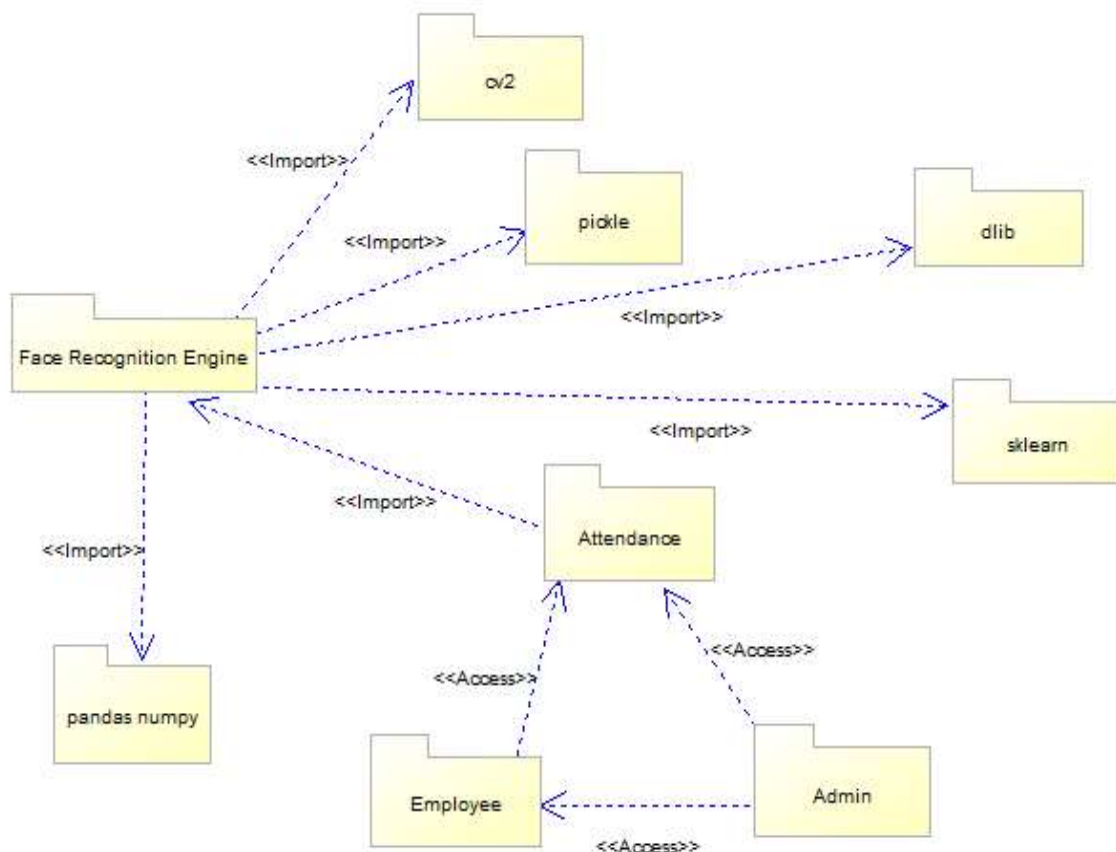 cv2
<<Import>>
pickle
<<Import>>
dlib
<<Import>>
Face Recognition Engine
<<Import>>
sklearn
<<Import>>
Attendance
<<Import>>
<<Access>>
<<Access>>
pandas numpy
Employee
Admin
<<Access>>